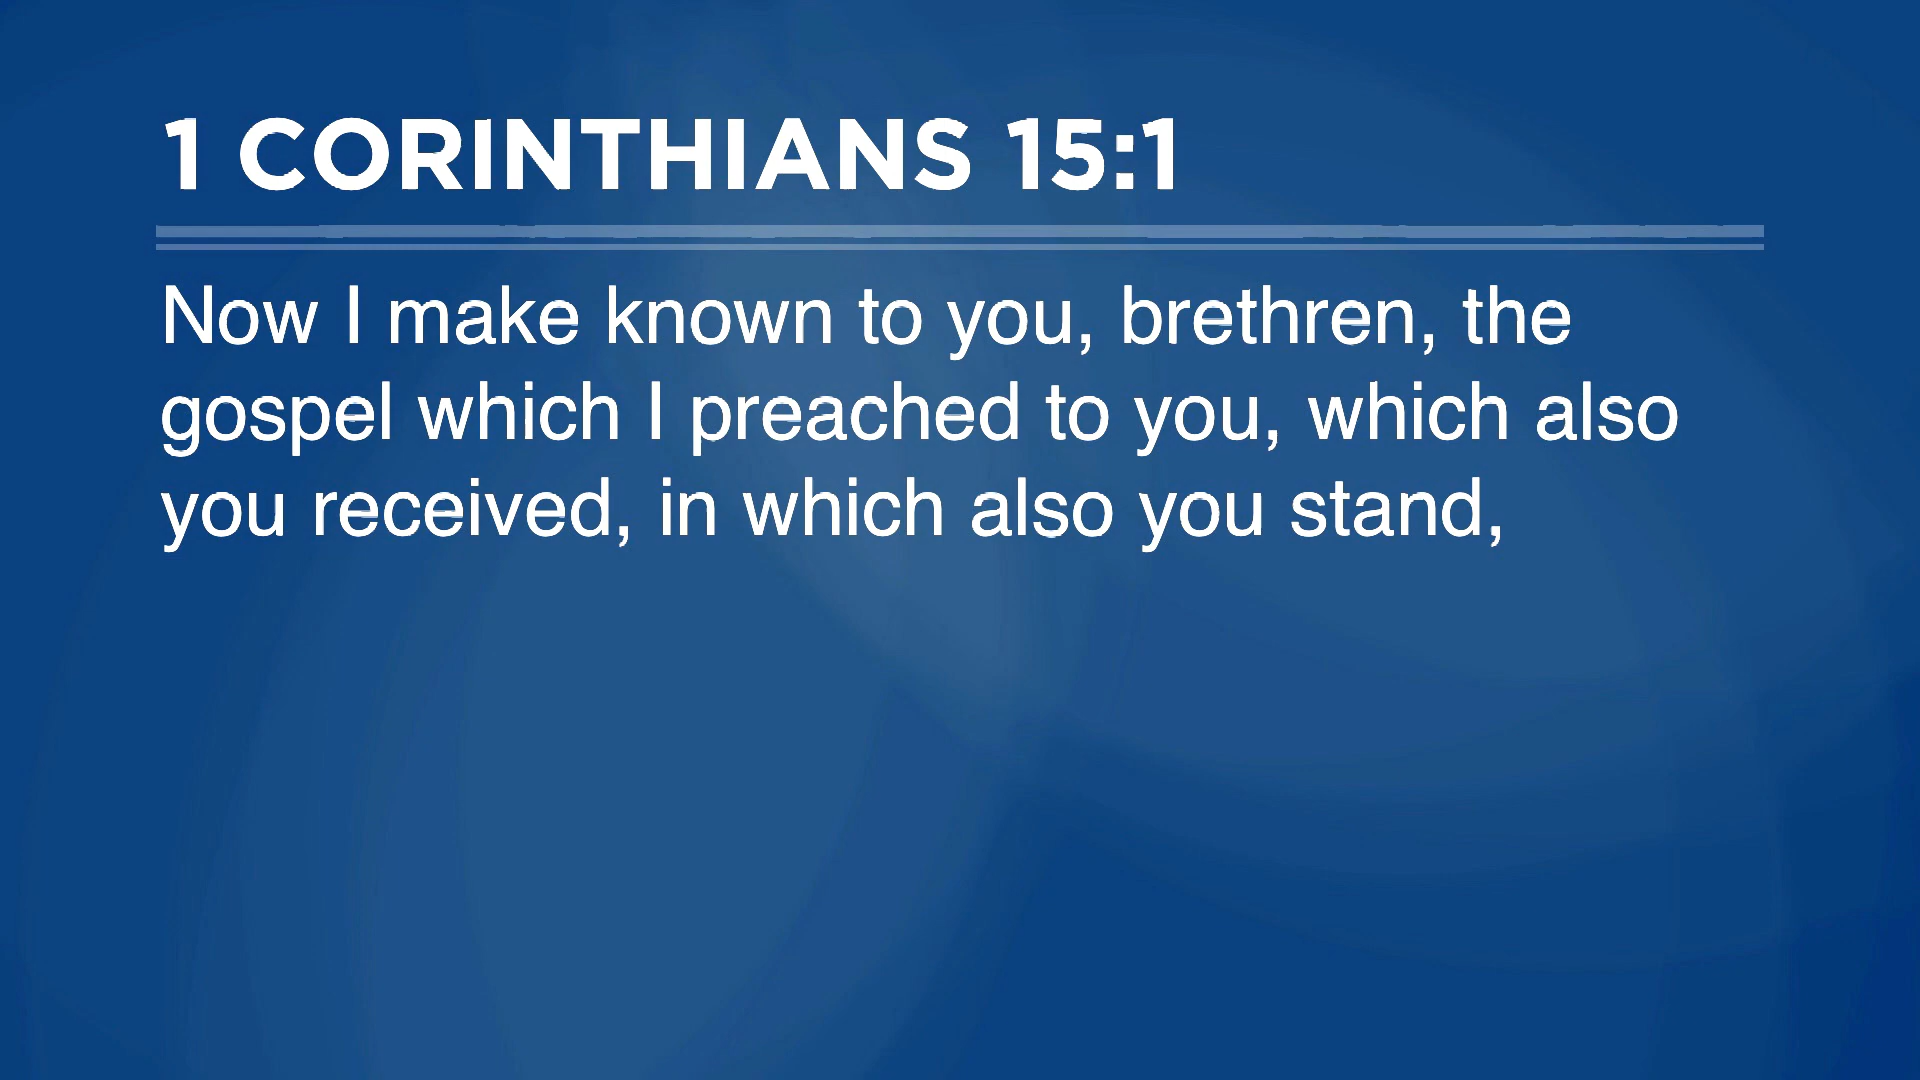 1 CORINTHIANS 15:1
Now I make known to you, brethren, the
gospel which I preached to you, which also
you received, in which also you stand,